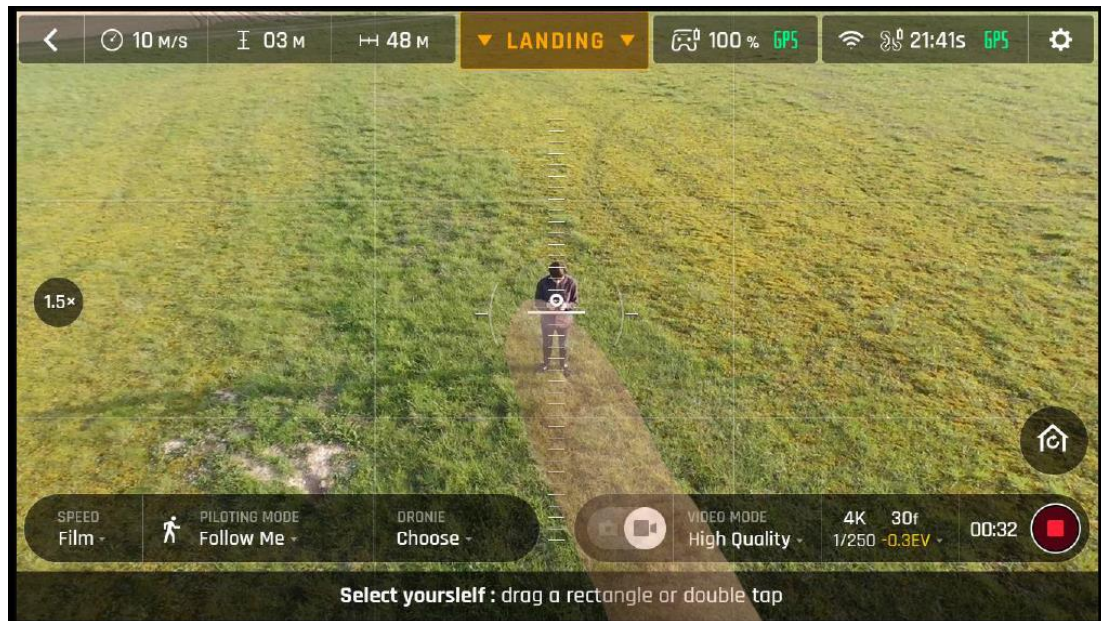 10 M/S 03 M 48 M ▼ LANDING ▼ 100 % GPS 21:41s GPS
1.5×
SPEED PILOTING MODE DRONIE VIDEO MODE 4K 30f
Film Follow Me Choose High Quality 1/250 -0.3EV 00:32
Select yourslelf : drag a rectangle or double tap